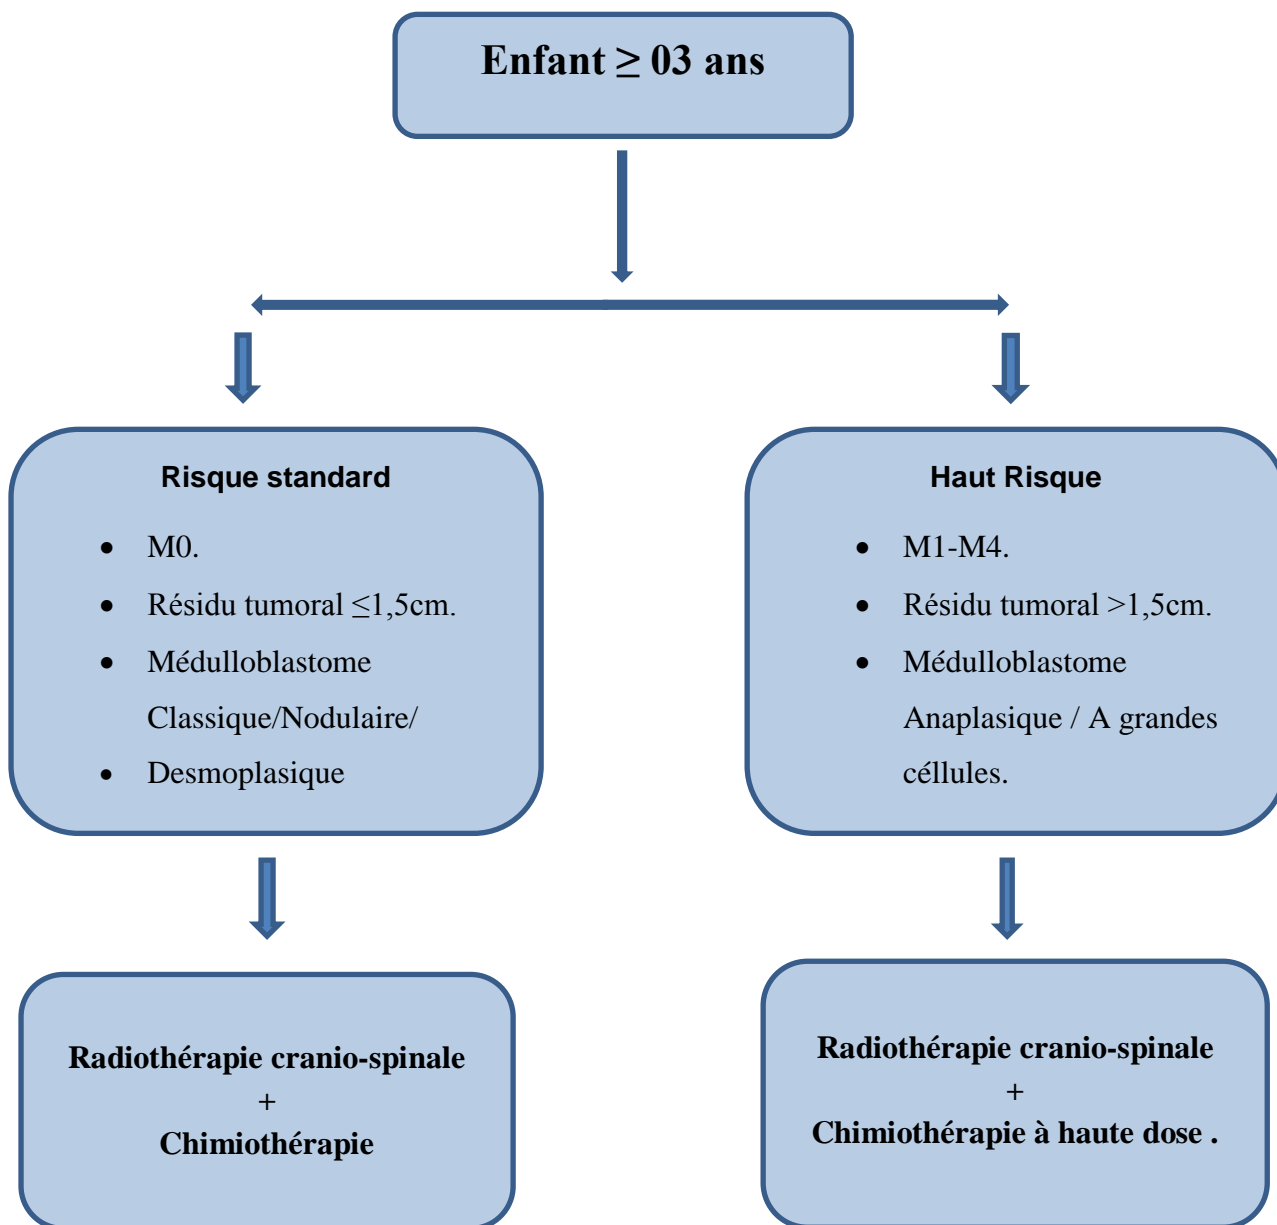 Enfant ≥ 03 ans
Risque standard
• M0.
• Résidu tumoral ≤1,5cm.
• Médulloblastome
Classique/Nodulaire/
• Desmoplasique
Haut Risque
• M1-M4.
• Résidu tumoral >1,5cm.
• Médulloblastome
Anaplasique / A grandes
céllules.
Radiothérapie cranio-spinale
+
Chimiothérapie
Radiothérapie cranio-spinale
+
Chimiothérapie à haute dose .